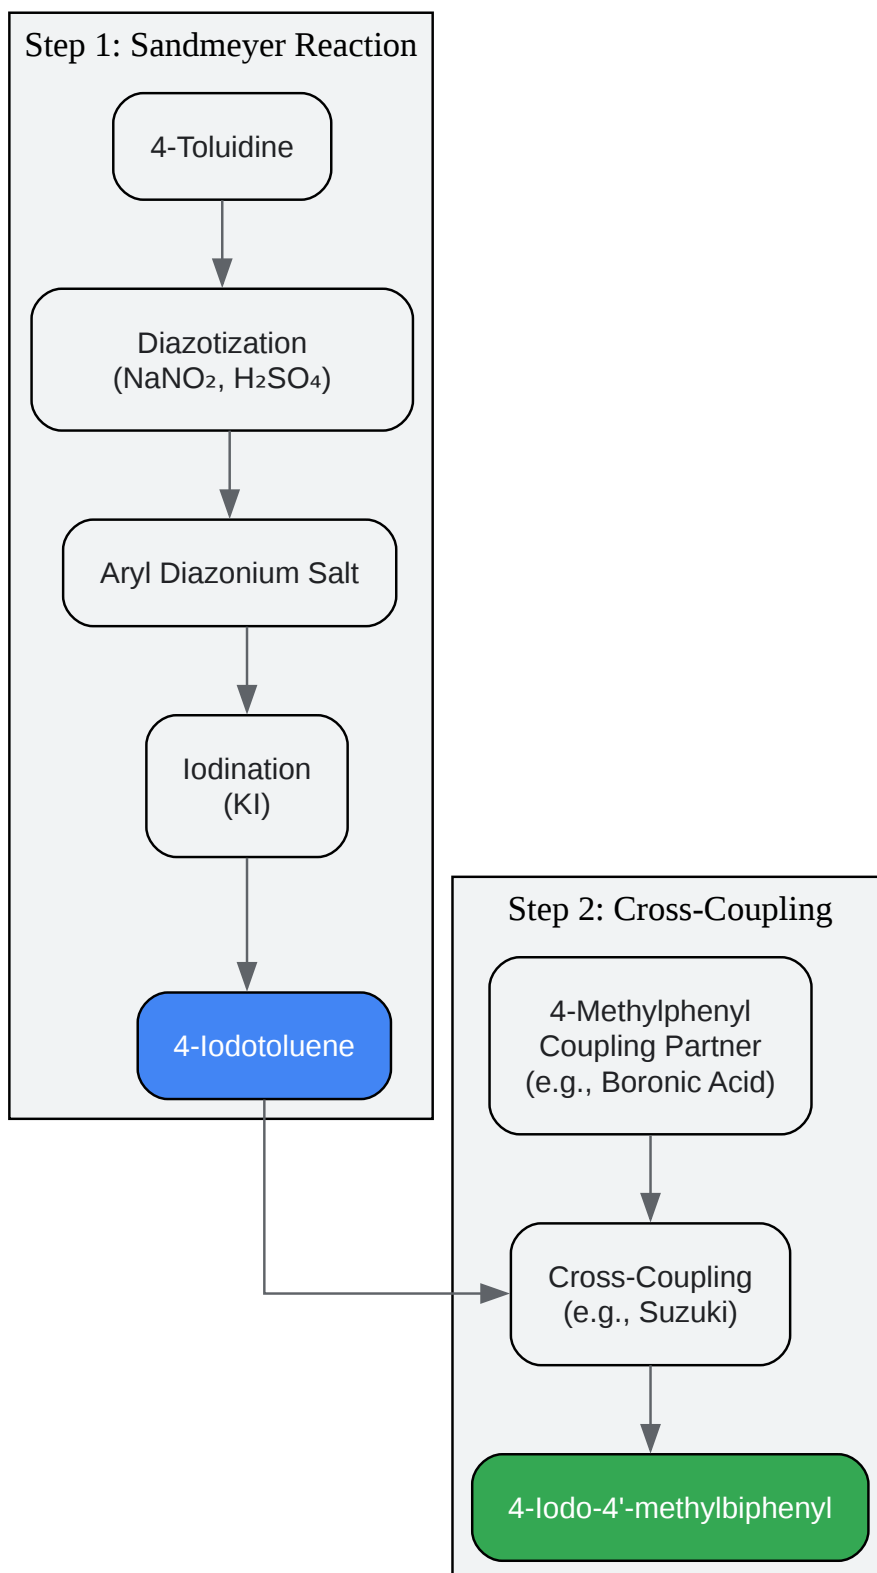 Step 1: Sandmeyer Reaction
4-Toluidine
Diazotization
(NaNO₂, H₂SO₄)
Aryl Diazonium Salt
Iodination
(KI)
4-Iodotoluene
Step 2: Cross-Coupling
4-Methylphenyl
Coupling Partner
(e.g., Boronic Acid)
Cross-Coupling
(e.g., Suzuki)
4-Iodo-4'-methylbiphenyl